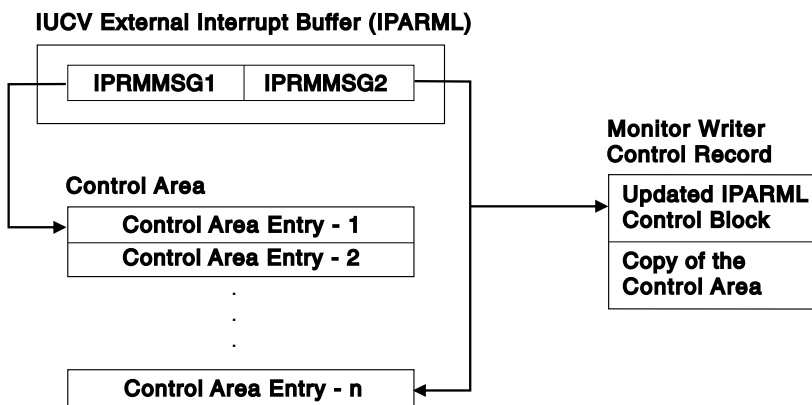 IUCV External Interrupt Buffer (IPARML)
IPRMMSG1 IPRMMSG2
Monitor Writer
Control Record
Control Area
Updated IPARML
Control Block
Control Area Entry - 1
Control Area Entry - 2
Copy of the
Control Area
.
.
.
Control Area Entry - n